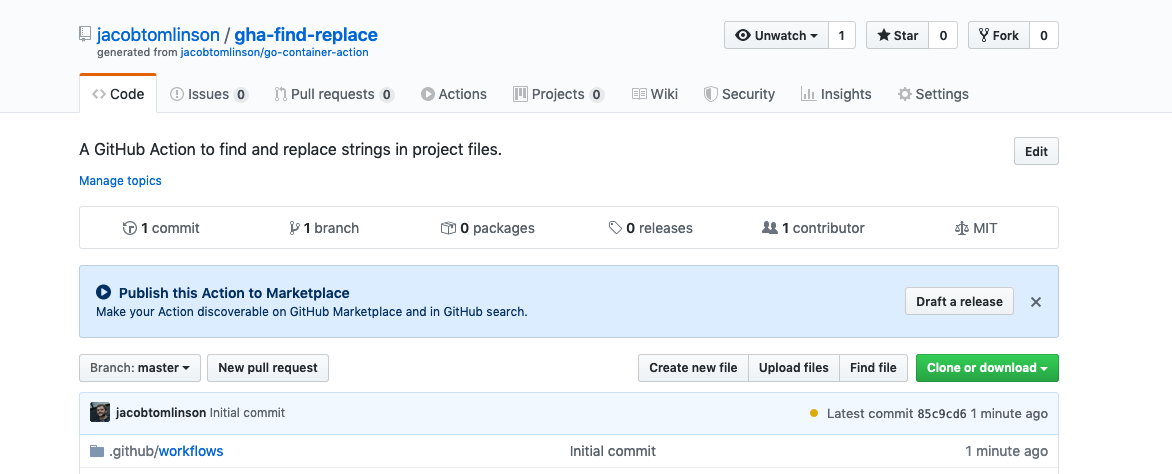 jacobtomlinson / gha-find-replace
Unwatch 1 Star 0 Fork 0
generated from jacobtomlinson/go-container-action
Code Issues 0 Pull requests 0 Actions Projects 0 Wiki Security Insights Settings
A GitHub Action to find and replace strings in project files.
Edit
Manage topics
1 commit 1 branch 0 packages 0 releases 1 contributor MIT
Publish this Action to Marketplace
Make your Action discoverable on GitHub Marketplace and in GitHub search.
Draft a release
Branch: master New pull request Create new file Upload files Find file Clone or download
jacobtomlinson Initial commit Latest commit 85c9cd6 1 minute ago
.github/workflows Initial commit 1 minute ago